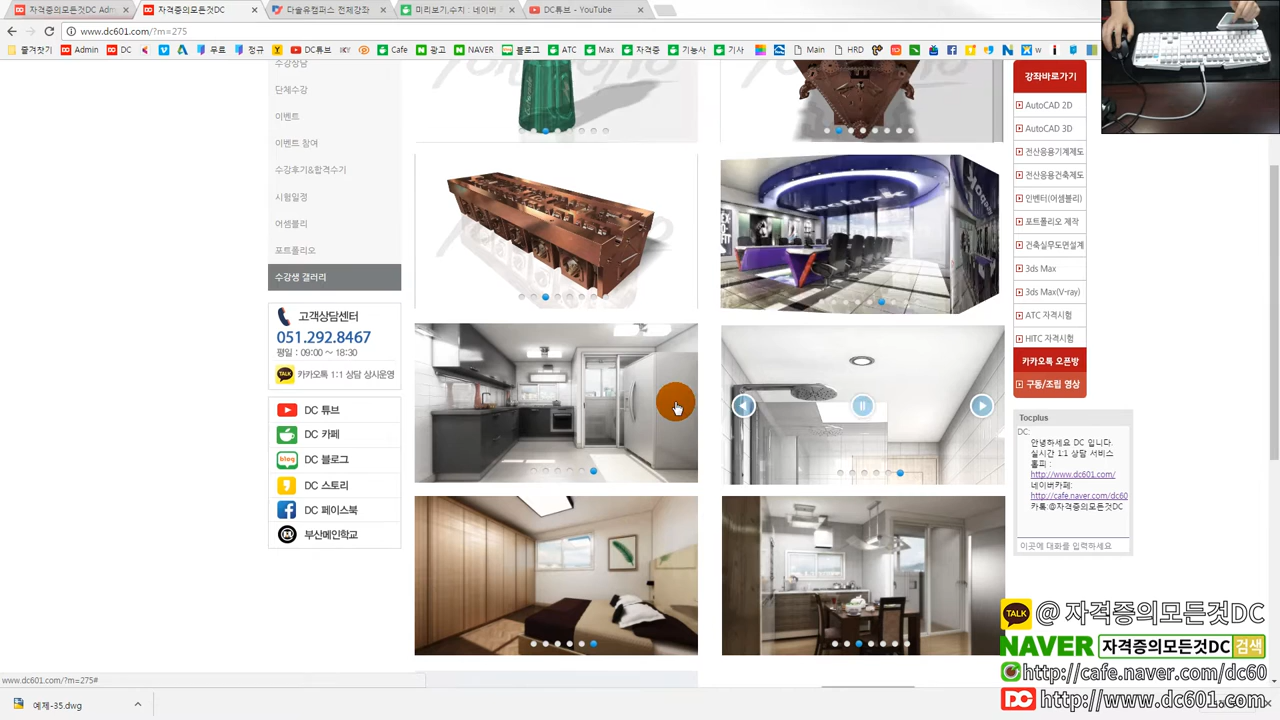 자격증의모든것DC Adm
자격증의모든것DC
다솔유캠퍼스 전체강좌
미리보기,수치 : 네이버
DC튜브 - YouTube
www.dc601.com/?m=275
즐겨찾기
Admin
DC
무료
정규
DC튜브
Cafe
광고
NAVER
블로그
ATC
Max
자격증
기능사
기사
Main
HRD
수강상담
단체수강
이벤트
이벤트 참여
수강후기&합격수기
시험일정
어셈블리
포트폴리오
수강생 갤러리
고객상담센터
051.292.8467
평일 : 09:00 ~ 18:30
TALK 카카오톡 1:1 상담 상시운영
DC 튜브
DC 카페
blog DC 블로그
DC 스토리
DC 페이스북
부산메인학교
Reebok
강좌바로가기
AutoCAD 2D
AutoCAD 3D
전산응용기계제도
전산응용건축제도
인벤터(어셈블리)
포트폴리오 제작
건축실무도면설계
3ds Max
3ds Max(V-ray)
ATC 자격시험
HITC 자격시험
카카오톡 오픈방
구동/조립 영상
Tocplus
DC:
안녕하세요 DC 입니다.
실시간 1:1 상담 서비스
홈피 :
http://www.dc601.com/
네이버카페:
http://cafe.naver.com/dc60
카톡:@자격증의모든것DC
이곳에 대화를 입력하세요
TALK @ 자격증의모든것DC
NAVER 자격증의모든것DC 검색
http://cafe.naver.com/dc60
DC http://www.dc601.com
www.dc601.com/?m=275#
예제-35.dwg